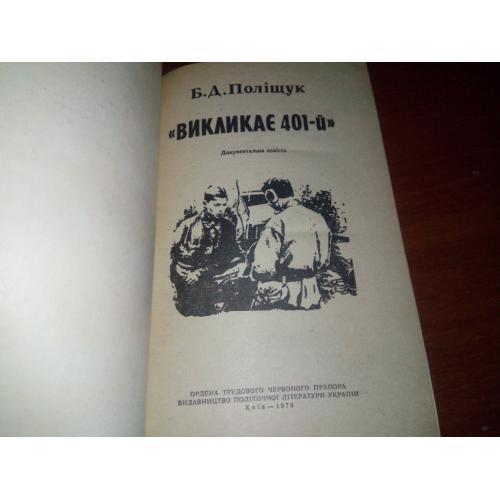 Б.Д.Поліщук
«ВИКЛИКАЄ 401-й»
Документальна повість
ОРДЕНА ТРУДОВОГО ЧЕРВОНОГО ПРАПОРА
ВИДАВНИЦТВО ПОЛІТИЧНОЇ ЛІТЕРАТУРИ УКРАЇНИ
Київ — 1978